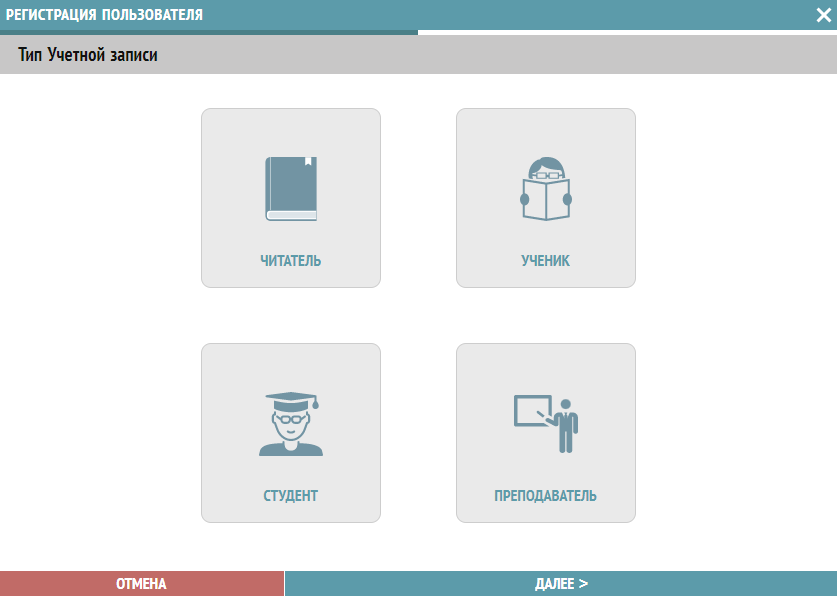 РЕГИСТРАЦИЯ ПОЛЬЗОВАТЕЛЯ
Тип Учетной записи
ЧИТАТЕЛЬ
УЧЕНИК
СТУДЕНТ
ПРЕПОДАВАТЕЛЬ
ОТМЕНА
ДАЛЕЕ >